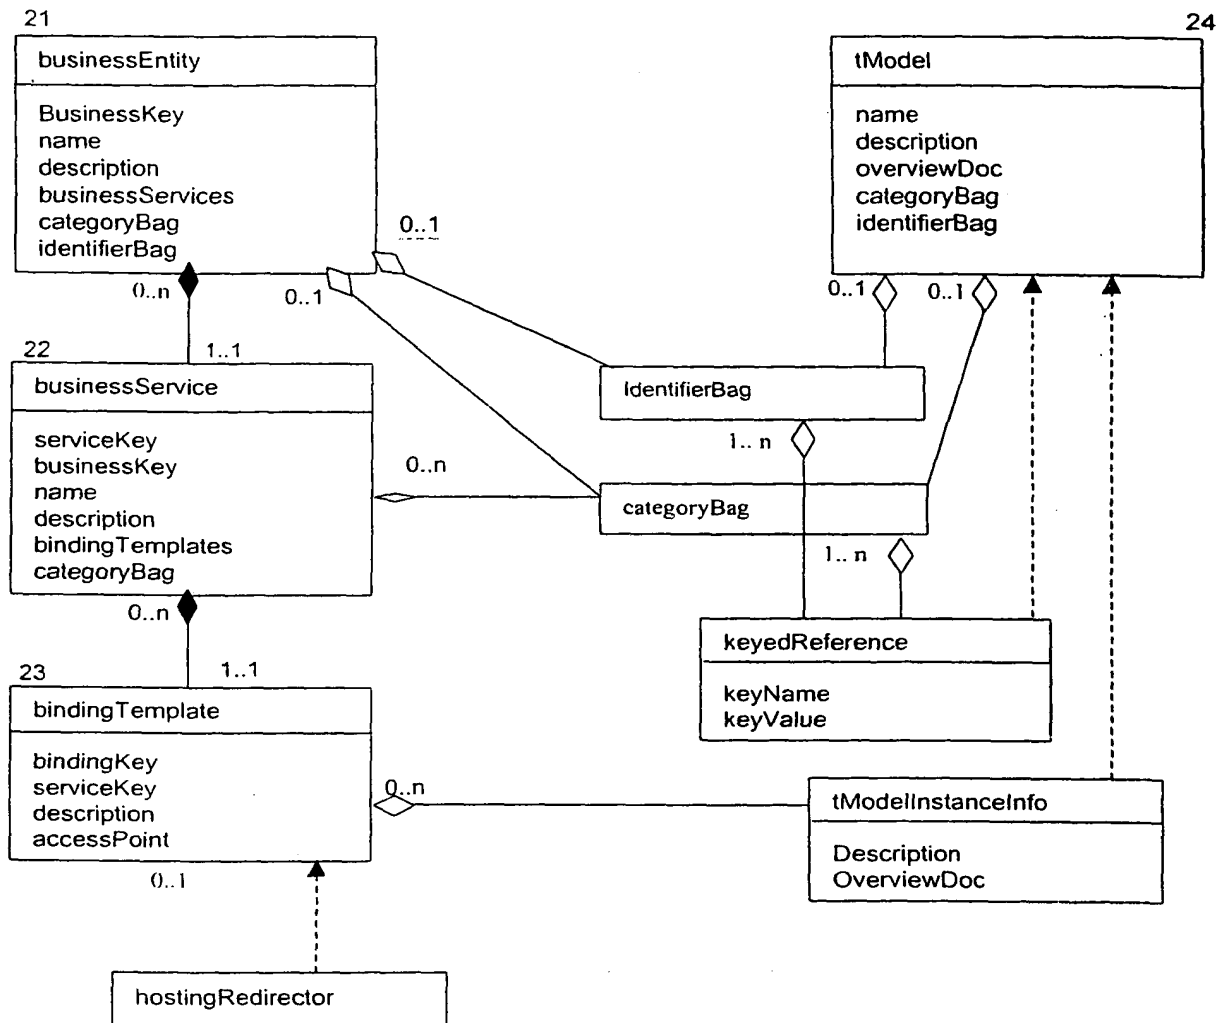 21
businessEntity
BusinessKey
name
description
businessServices
categoryBag
identifierBag
0..n
0..1
0..1
24
tModel
name
description
overviewDoc
categoryBag
identifierBag
0..1
0..1
1..1
22
businessService
serviceKey
businessKey
name
description
bindingTemplates
categoryBag
0..n
0..n
IdentifierBag
1.. n
categoryBag
1.. n
keyedReference
keyName
keyValue
1..1
23
bindingTemplate
bindingKey
serviceKey
description
accessPoint
0..n
0..1
tModelInstanceInfo
Description
OverviewDoc
hostingRedirector